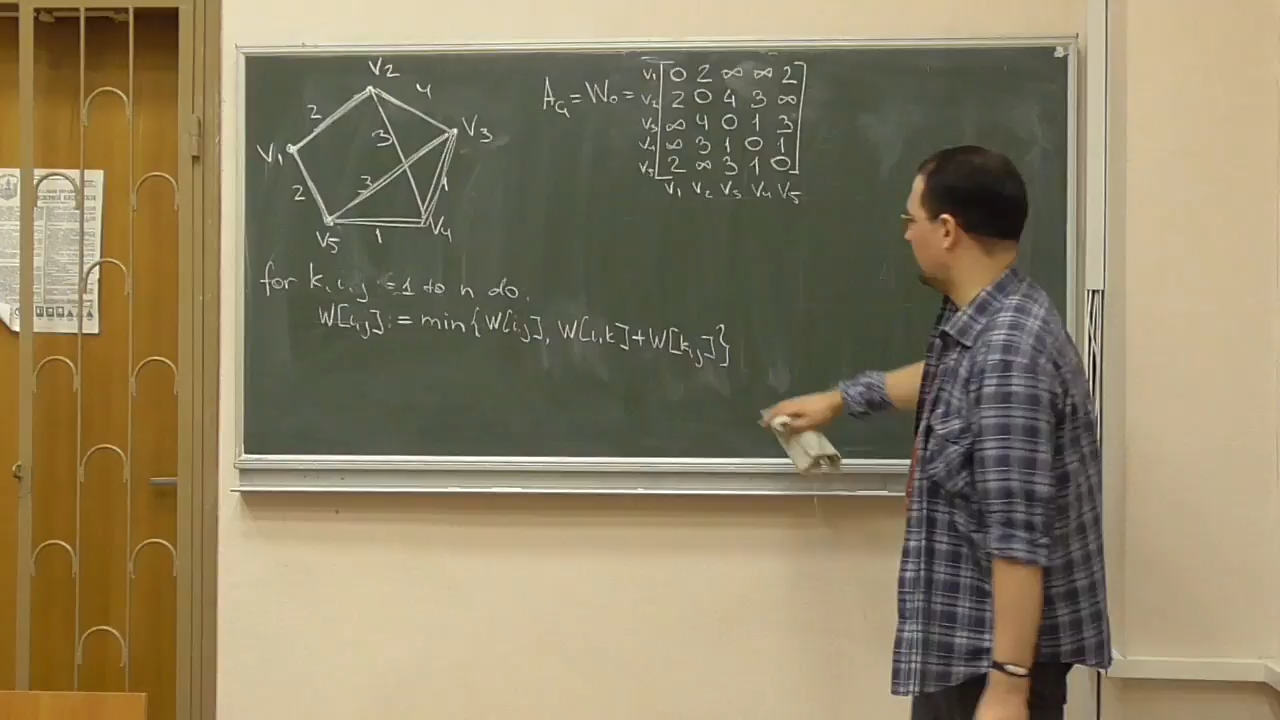 V₂
4
2
3
V₃
V₁
3
1
2
V₅
1
V₄
A_G = W₀ =
V₁ 0 2 ∞ ∞ 2
V₂ 2 0 4 3 ∞
V₃ ∞ 4 0 1 3
V₄ ∞ 3 1 0 1
V₅ 2 ∞ 3 1 0
V₁ V₂ V₃ V₄ V₅
for k, i, j = 1 to n do
W[i,j] := min{W[i,j], W[i,k]+W[k,j]}